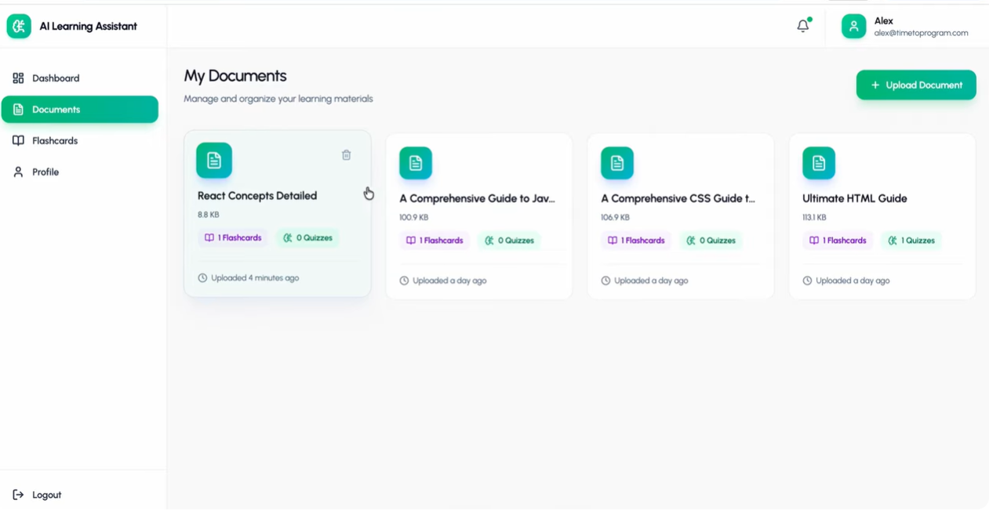 AI Learning Assistant
Alex
alex@timetoprogram.com
Dashboard
Documents
Flashcards
Profile
Logout
My Documents
Manage and organize your learning materials
+ Upload Document
React Concepts Detailed
8.8 KB
1 Flashcards
0 Quizzes
Uploaded 4 minutes ago
A Comprehensive Guide to Jav...
100.9 KB
1 Flashcards
0 Quizzes
Uploaded a day ago
A Comprehensive CSS Guide t...
106.9 KB
1 Flashcards
0 Quizzes
Uploaded a day ago
Ultimate HTML Guide
113.1 KB
1 Flashcards
1 Quizzes
Uploaded a day ago